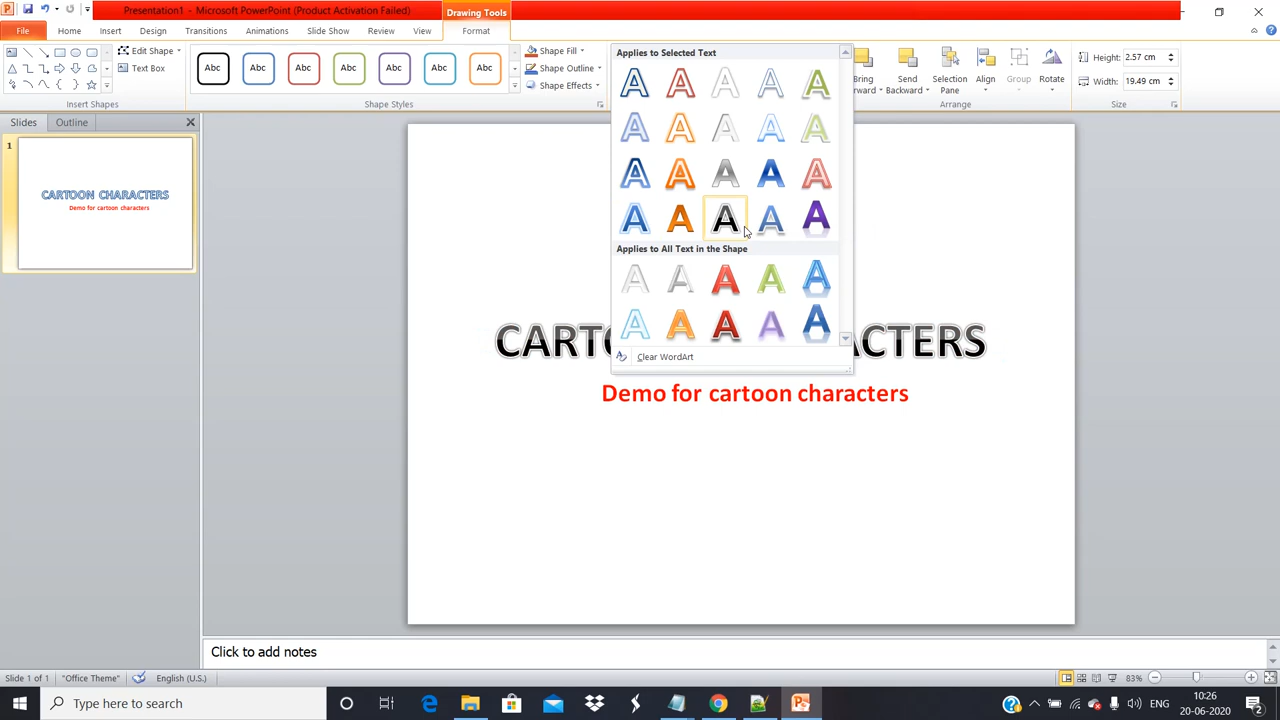 Presentation1 - Microsoft PowerPoint (Product Activation Failed)
Drawing Tools
File
Home
Insert
Design
Transitions
Animations
Slide Show
Review
View
Format
Edit Shape
Text Box
Insert Shapes
Abc
Abc
Abc
Abc
Abc
Abc
Abc
Shape Styles
Shape Fill
Shape Outline
Shape Effects
Applies to Selected Text
A A A A A
A A A A A
A A A A A
A A A A A
Applies to All Text in the Shape
A A A A A
A A A A A
Clear WordArt
Bring
Send
Backward
Selection
Pane
Align
Group
Rotate
Arrange
Height: 2.57 cm
Width: 19.49 cm
Size
Slides
Outline
1
CARTOON CHARACTERS
Demo for cartoon characters
Demo for cartoon characters
Click to add notes
Slide 1 of 1
"Office Theme"
English (U.S.)
83%
Type here to search
ENG
10:26
20-06-2020
2